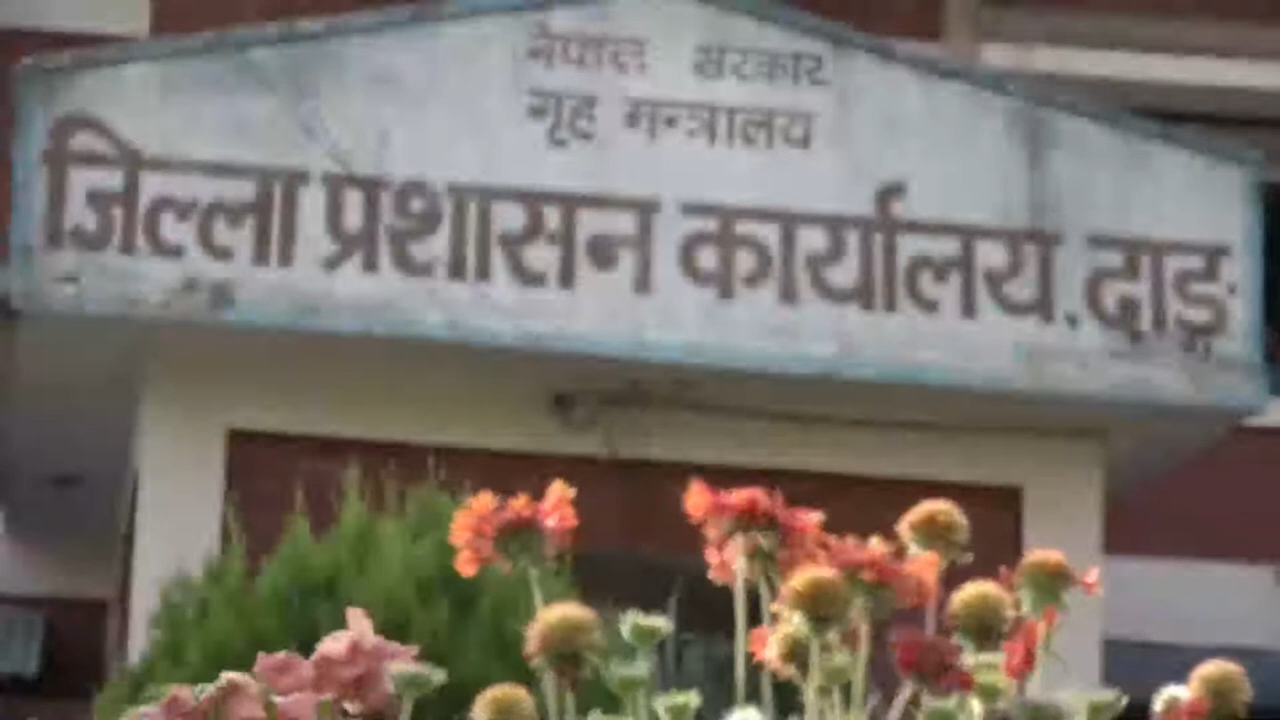 नेपाल सरकार
गृह मन्त्रालय
जिल्ला प्रशासन कार्यालय. दाङ